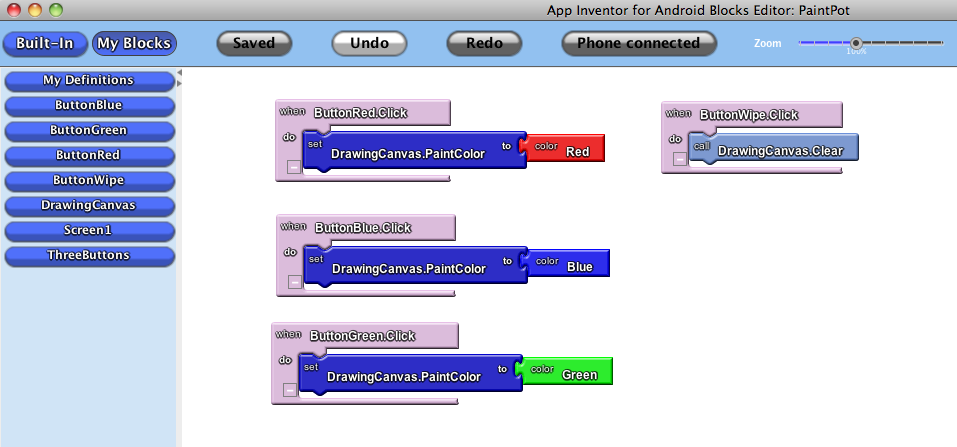 App Inventor for Android Blocks Editor: PaintPot
Built-In My Blocks Saved Undo Redo Phone connected Zoom
100%
My Definitions
ButtonBlue
ButtonGreen
ButtonRed
ButtonWipe
DrawingCanvas
Screen1
ThreeButtons
when ButtonRed.Click
do set DrawingCanvas.PaintColor to color Red
when ButtonWipe.Click
do call DrawingCanvas.Clear
when ButtonBlue.Click
do set DrawingCanvas.PaintColor to color Blue
when ButtonGreen.Click
do set DrawingCanvas.PaintColor to color Green